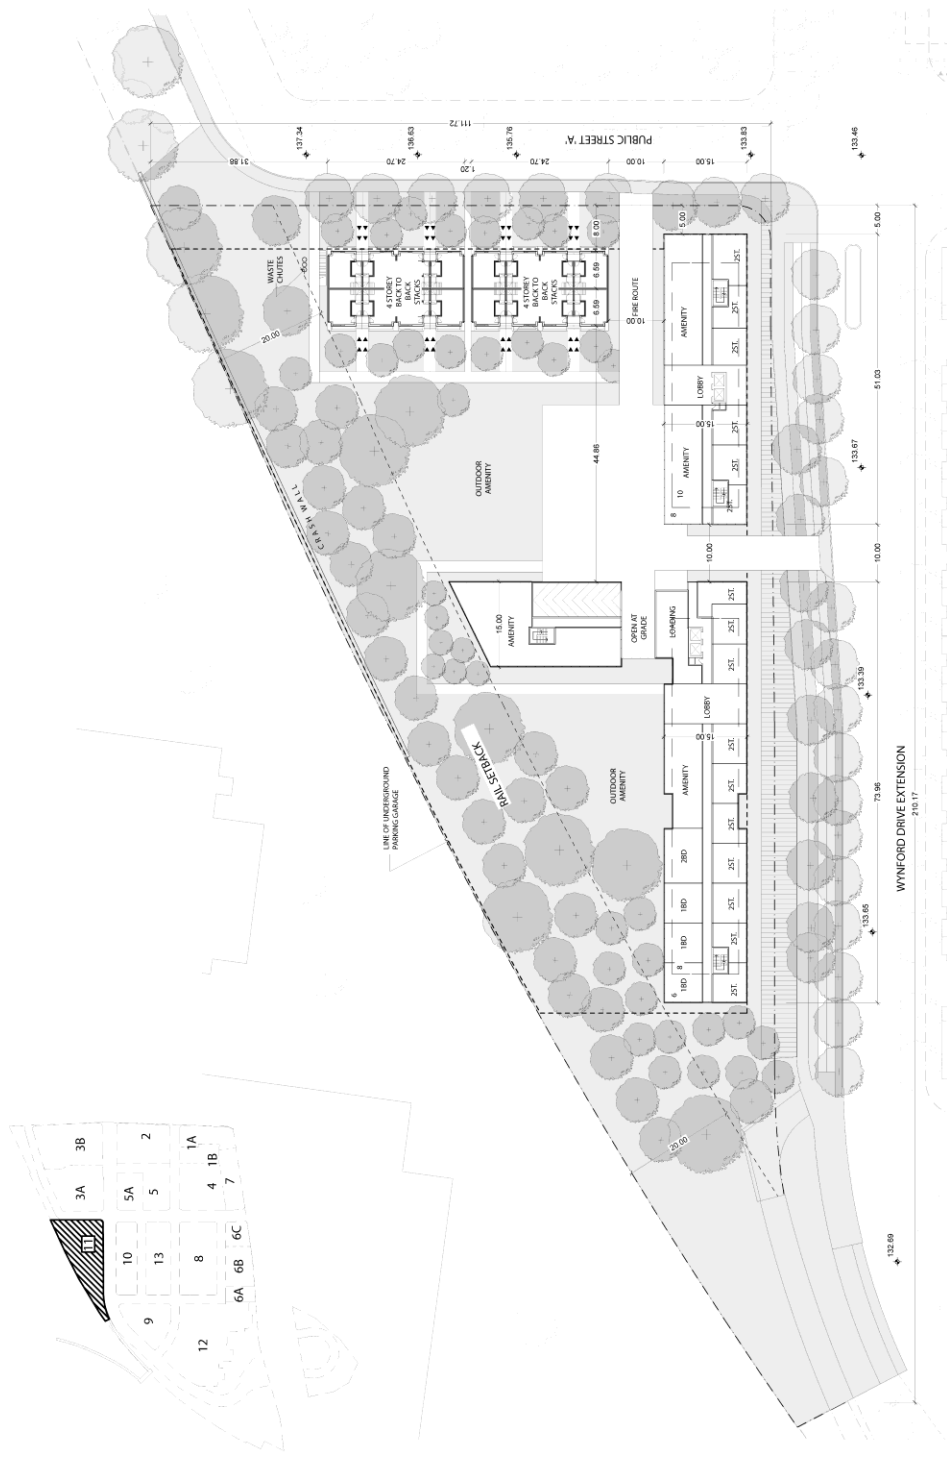 111.72
137.34
136.63
135.76
PUBLIC STREET 'A'
133.83
133.46
31.88
24.70
1.20
24.70
10.00
15.00
8.00
5.00
5.00
WASTE
CHUTES
20.00
4 STOREY
BACK TO
BACK
STACKS
4 STOREY
BACK TO
BACK
STACKS
6.59
6.59
FIRE ROUTE
10.00
AMENITY
2ST.
2ST.
2ST.
LOBBY
15.00
2ST.
2ST.
2ST.
AMENITY
10
8
51.03
133.67
44.86
OUTDOOR
AMENITY
CRASH WALL
10.00
10.00
15.00
AMENITY
OPEN AT
GRADE
LOADING
2ST.
2ST.
2ST.
LOBBY
15.00
133.39
RAIL SETBACK
LINE OF UNDERGROUND
PARKING GARAGE
OUTDOOR
AMENITY
AMENITY
2ST.
2ST.
2ST.
2BD
2ST.
1BD
2ST.
1BD
2ST.
8
6
1BD
2ST.
73.96
WYNFORD DRIVE EXTENSION
210.17
133.65
20.00
132.69
3B
2
1A
1B
3A
5A
5
4
7
11
10
13
8
6C
6B
6A
9
12